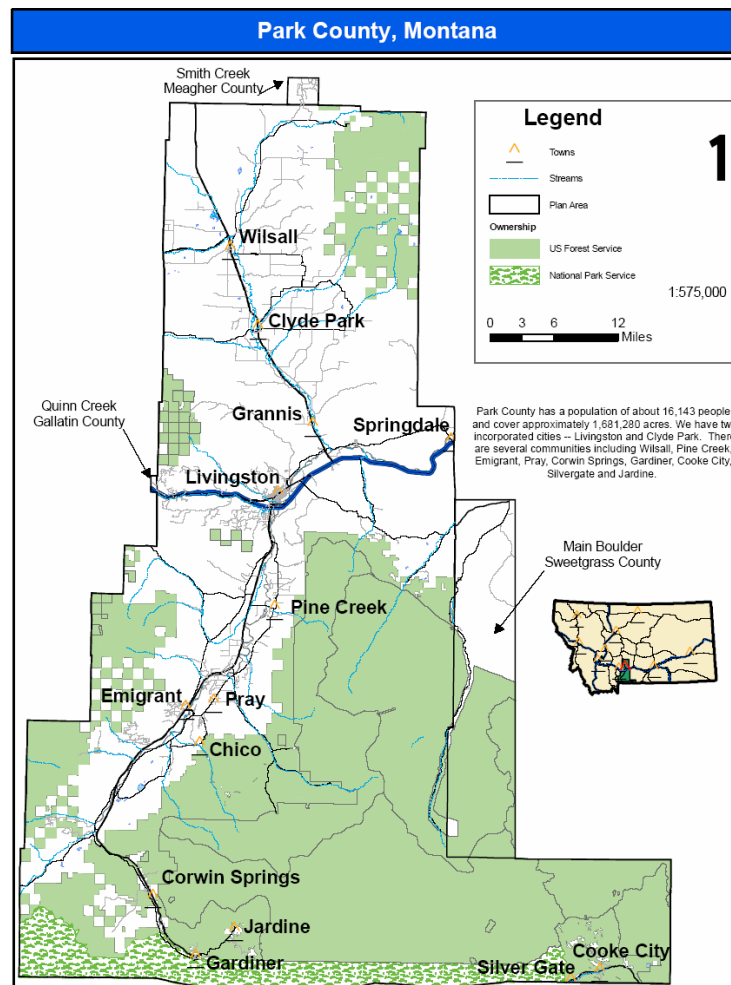 Park County, Montana
Smith Creek
Meagher County
Legend
1
Towns
Streams
Plan Area
Ownership
US Forest Service
National Park Service
1:575,000
0 3 6 12
Miles
Wilsall
Clyde Park
Quinn Creek
Gallatin County
Grannis
Springdale
Park County has a population of about 16,143 people
and cover approximately 1,681,280 acres. We have tw
incorporated cities -- Livingston and Clyde Park. There
are several communities including Wilsall, Pine Creek,
Emigrant, Pray, Corwin Springs, Gardiner, Cooke City,
Silvergate and Jardine.
Livingston
Main Boulder
Sweetgrass County
Pine Creek
Emigrant
Pray
Chico
Corwin Springs
Jardine
Gardiner
Cooke City
Silver Gate